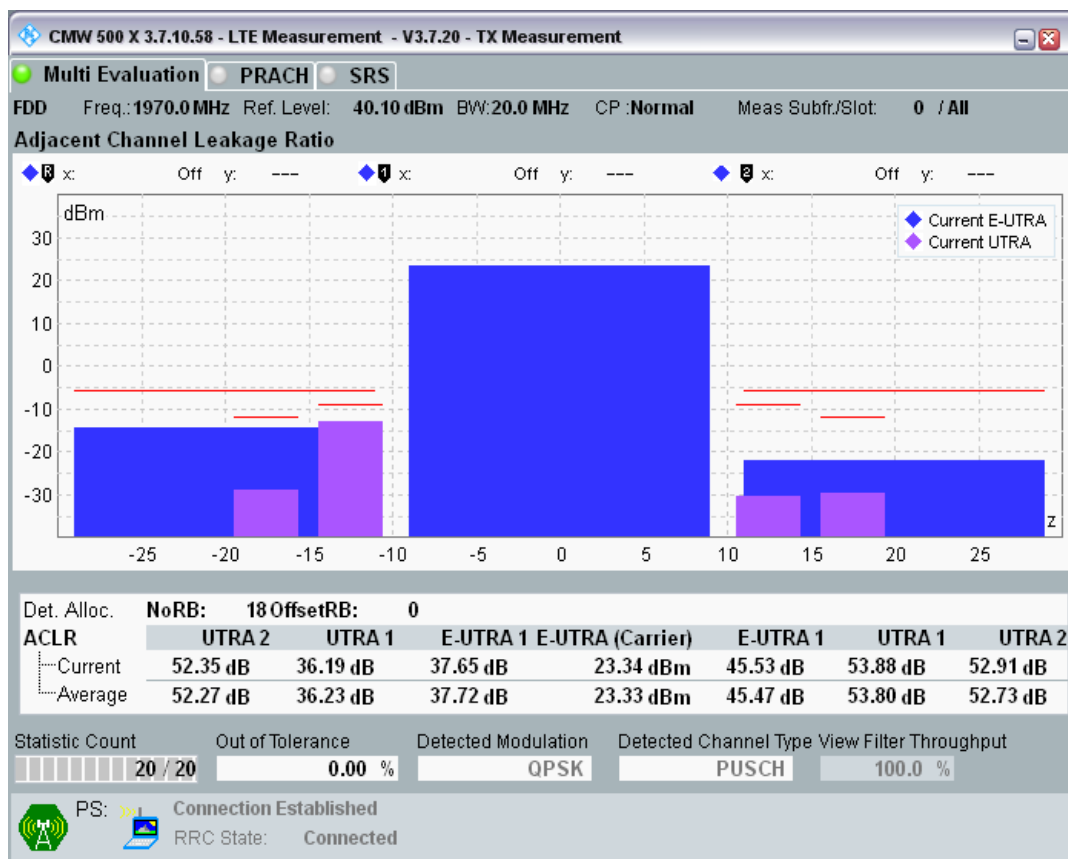 CMW 500 X 3.7.10.58 - LTE Measurement - V3.7.20 - TX Measurement
Multi Evaluation PRACH SRS
FDD Freq.:1970.0 MHz Ref. Level: 40.10 dBm BW:20.0 MHz CP :Normal Meas Subfr./Slot: 0 / All
Adjacent Channel Leakage Ratio
R x: Off y: --- 1 x: Off y: --- 2 x: Off y: ---
dBm
Current E-UTRA
Current UTRA
30
20
10
0
-10
-20
-30
z
-25 -20 -15 -10 -5 0 5 10 15 20 25
Det. Alloc. NoRB: 18 OffsetRB: 0
ACLR UTRA 2 UTRA 1 E-UTRA 1 E-UTRA (Carrier) E-UTRA 1 UTRA 1 UTRA 2
Current 52.35 dB 36.19 dB 37.65 dB 23.34 dBm 45.53 dB 53.88 dB 52.91 dB
Average 52.27 dB 36.23 dB 37.72 dB 23.33 dBm 45.47 dB 53.80 dB 52.73 dB
Statistic Count Out of Tolerance Detected Modulation Detected Channel Type View Filter Throughput
20 / 20 0.00 % QPSK PUSCH 100.0 %
PS: Connection Established
RRC State: Connected